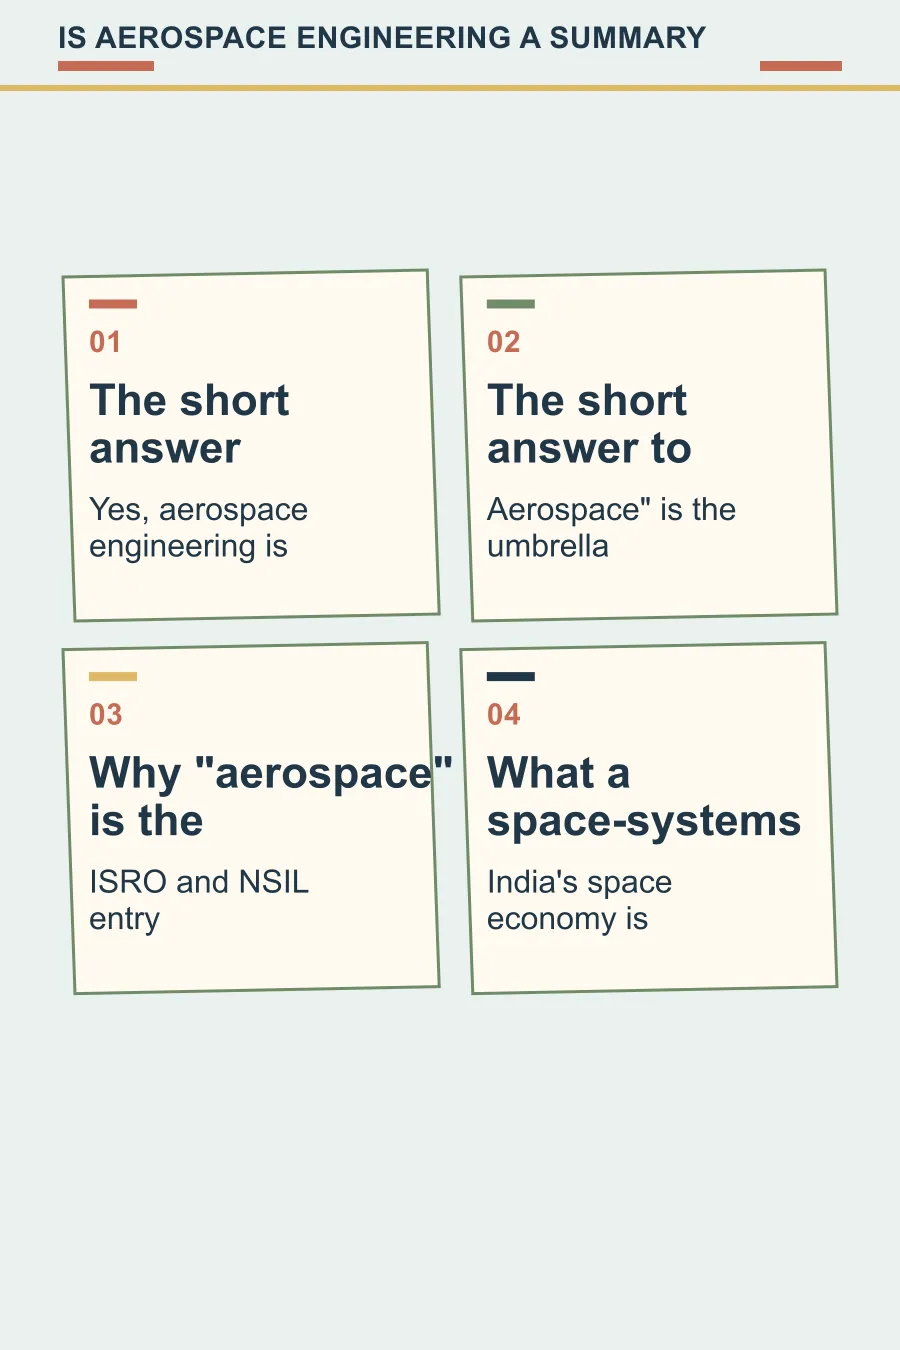 IS AEROSPACE ENGINEERING A SUMMARY
01
The short
answer
Yes, aerospace
engineering is
02
The short
answer to
Aerospace" is the
umbrella
03
Why "aerospace"
is the
ISRO and NSIL
entry
04
What a
space-systems
India's space
economy is